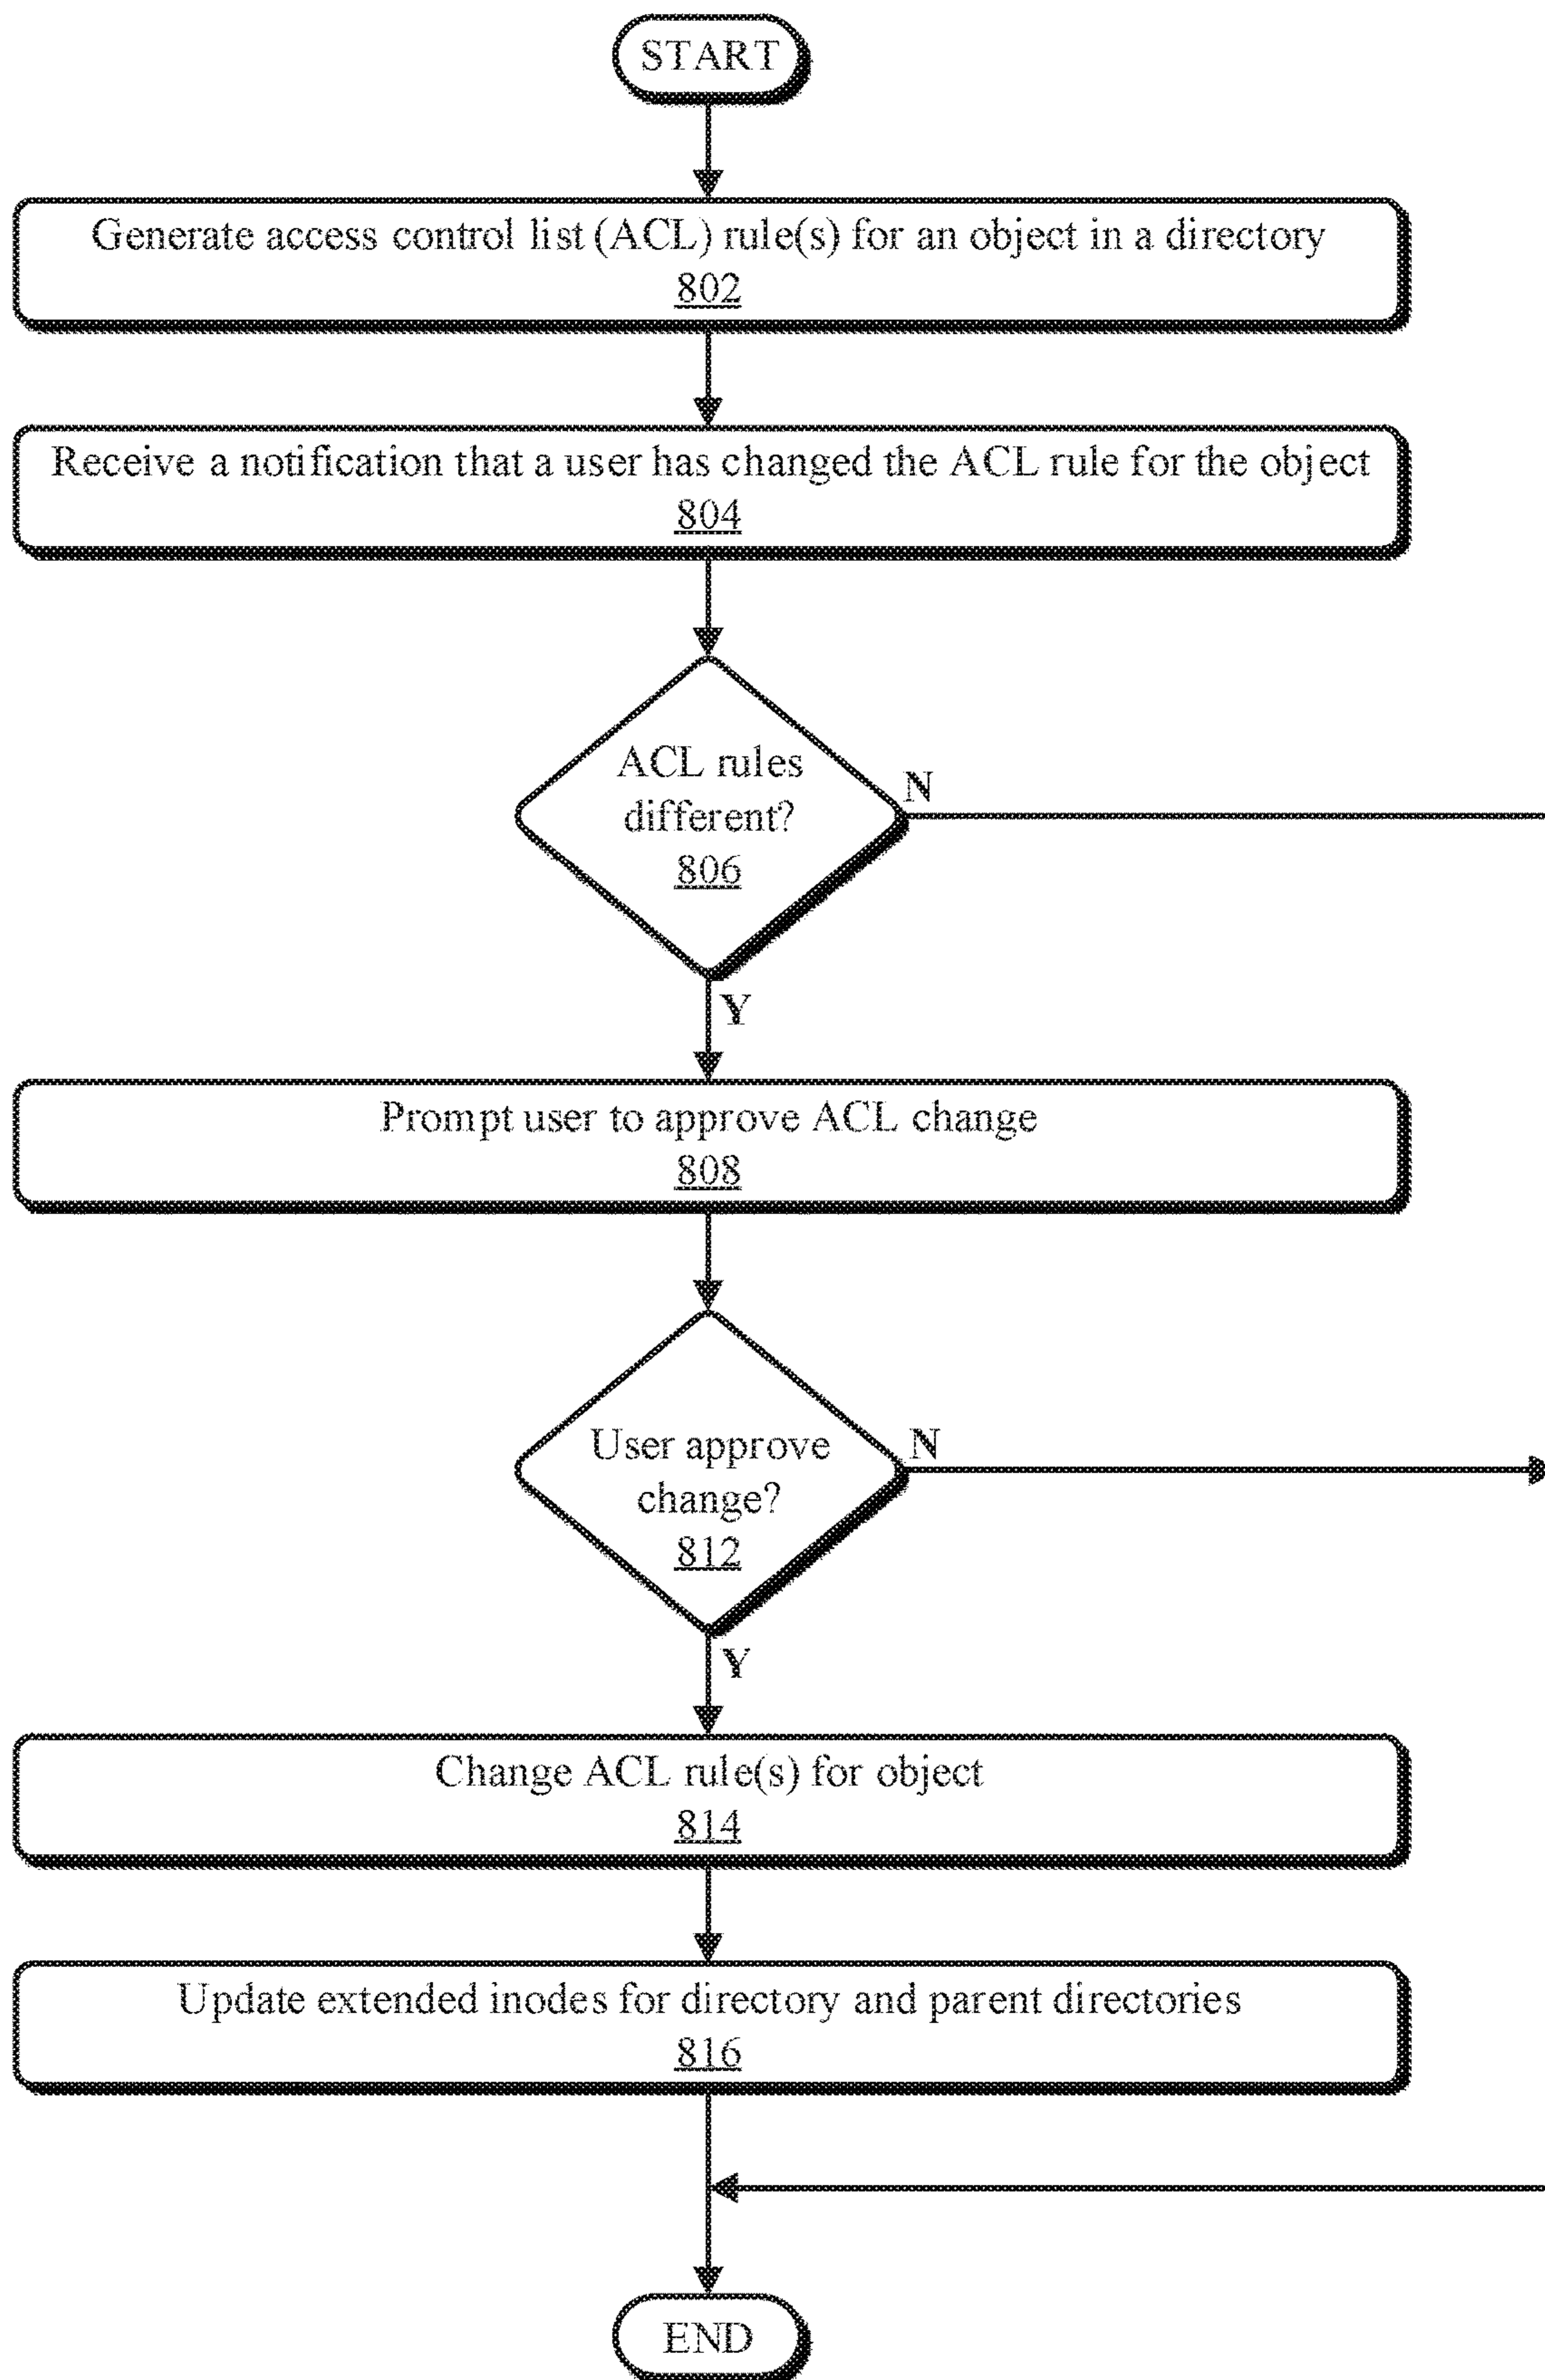 START
Generate access control list (ACL) rule(s) for an object in a directory
802
Receive a notification that a user has changed the ACL rule for the object
804
ACL rules
different?
806
N
Y
Prompt user to approve ACL change
808
User approve
change?
812
N
Y
Change ACL rule(s) for object
814
Update extended inodes for directory and parent directories
816
END